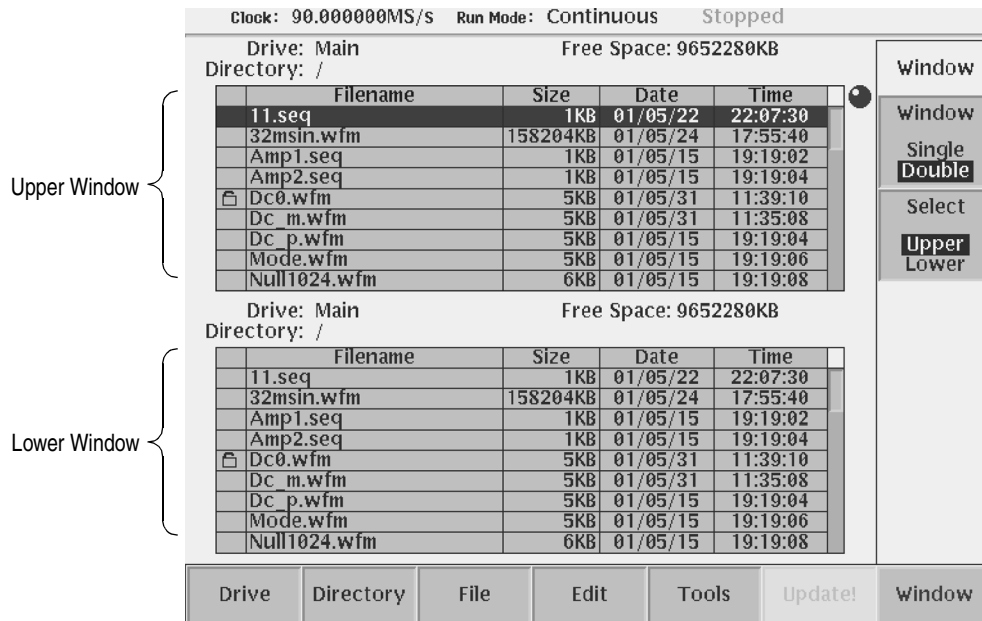 Clock: 90.000000MS/s Run Mode: Continuous Stopped
Drive: Main Free Space: 9652280KB
Directory: /
Filename Size Date Time
11.seq 1KB 01/05/22 22:07:30
32msin.wfm 158204KB 01/05/24 17:55:40
Amp1.seq 1KB 01/05/15 19:19:02
Amp2.seq 1KB 01/05/15 19:19:04
Dc0.wfm 5KB 01/05/31 11:39:10
Dc_m.wfm 5KB 01/05/31 11:35:08
Dc_p.wfm 5KB 01/05/15 19:19:04
Mode.wfm 5KB 01/05/15 19:19:06
Null1024.wfm 6KB 01/05/15 19:19:08
Upper Window
Drive: Main Free Space: 9652280KB
Directory: /
Filename Size Date Time
11.seq 1KB 01/05/22 22:07:30
32msin.wfm 158204KB 01/05/24 17:55:40
Amp1.seq 1KB 01/05/15 19:19:02
Amp2.seq 1KB 01/05/15 19:19:04
Dc0.wfm 5KB 01/05/31 11:39:10
Dc_m.wfm 5KB 01/05/31 11:35:08
Dc_p.wfm 5KB 01/05/15 19:19:04
Mode.wfm 5KB 01/05/15 19:19:06
Null1024.wfm 6KB 01/05/15 19:19:08
Lower Window
Window
Window
Single
Double
Select
Upper
Lower
Drive Directory File Edit Tools Update! Window